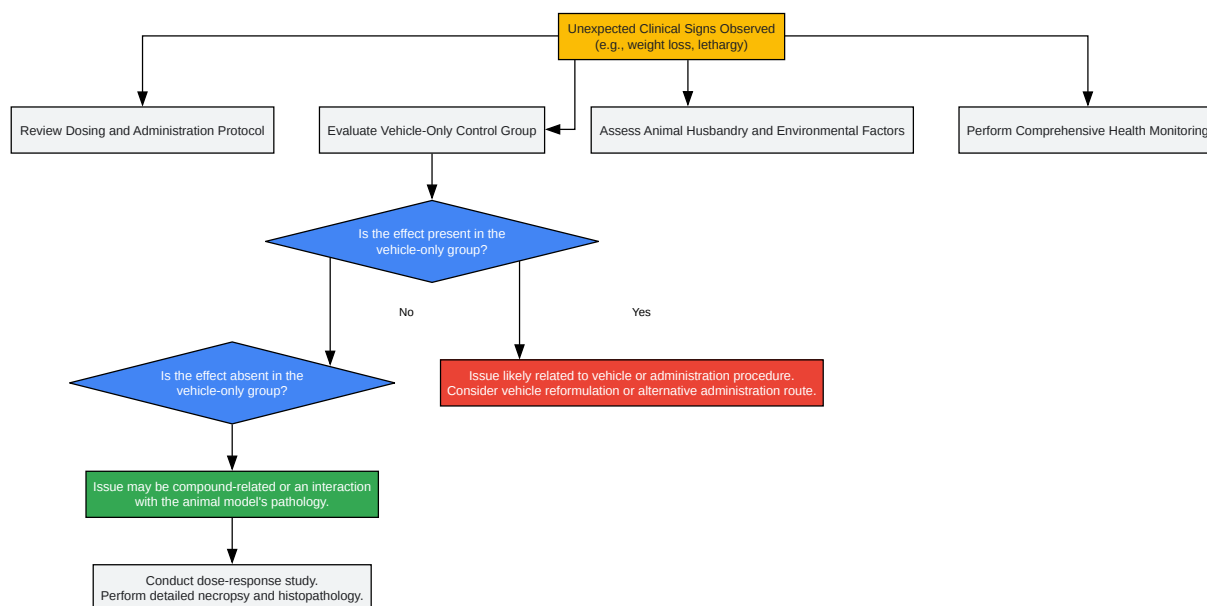 Unexpected Clinical Signs Observed
(e.g., weight loss, lethargy)
Review Dosing and Administration Protocol
Evaluate Vehicle-Only Control Group
Assess Animal Husbandry and Environmental Factors
Perform Comprehensive Health Monitoring
Is the effect present in the
vehicle-only group?
No
Yes
Is the effect absent in the
vehicle-only group?
Issue likely related to vehicle or administration procedure.
Consider vehicle reformulation or alternative administration route.
Issue may be compound-related or an interaction
with the animal model's pathology.
Conduct dose-response study.
Perform detailed necropsy and histopathology.